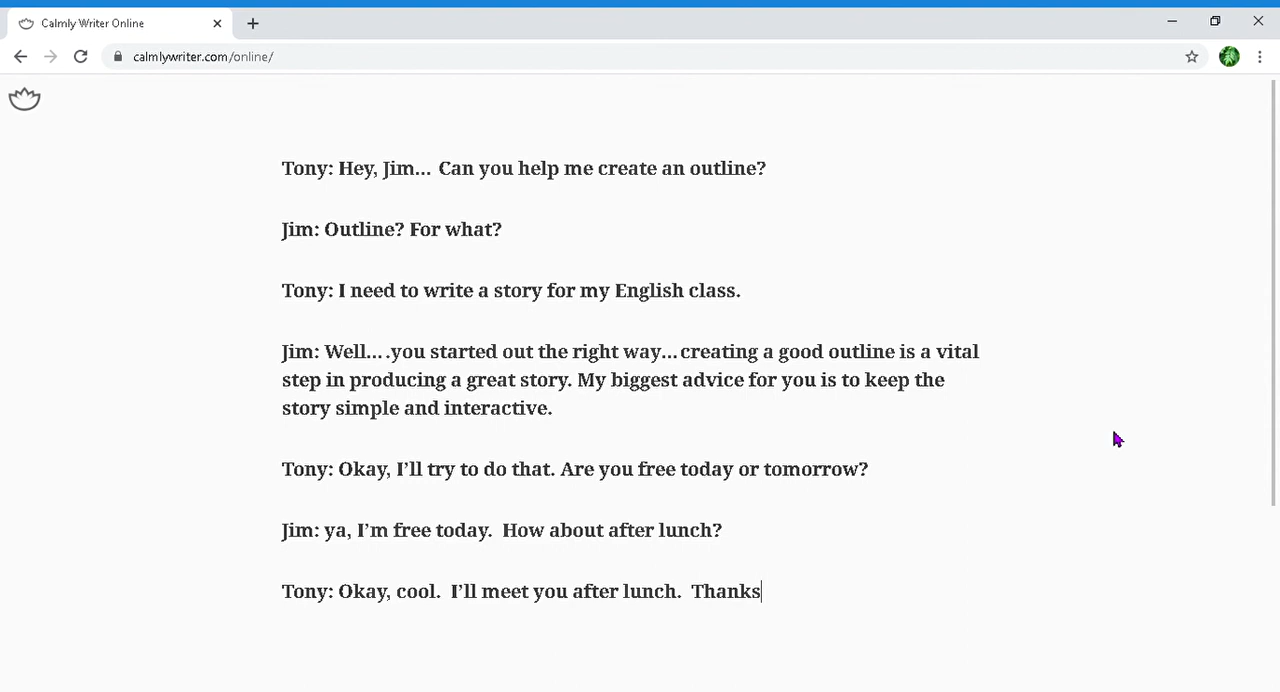 Calmly Writer Online
calmlywriter.com/online/
Tony: Hey, Jim... Can you help me create an outline?
Jim: Outline? For what?
Tony: I need to write a story for my English class.
Jim: Well....you started out the right way...creating a good outline is a vital
step in producing a great story. My biggest advice for you is to keep the
story simple and interactive.
Tony: Okay, I’ll try to do that. Are you free today or tomorrow?
Jim: ya, I’m free today.  How about after lunch?
Tony: Okay, cool.  I’ll meet you after lunch.  Thanks